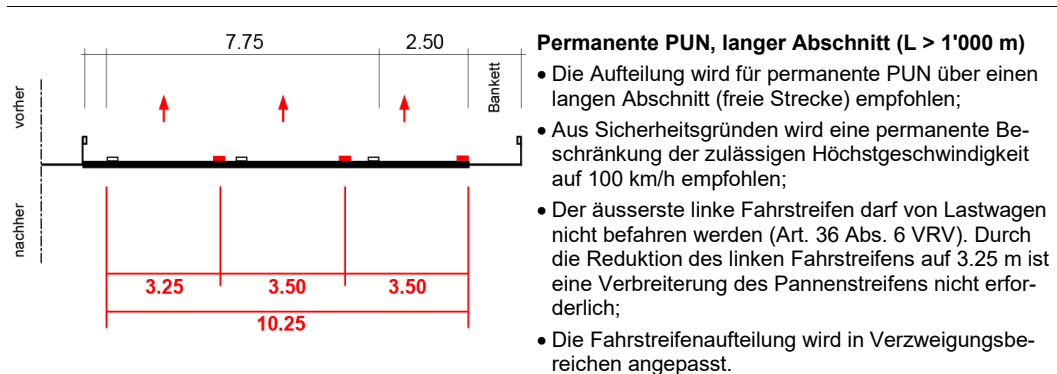 7.75
2.50
Bankett
vorher
nachher
3.25
3.50
3.50
10.25
Permanente PUN, langer Abschnitt (L > 1'000 m)
• Die Aufteilung wird für permanente PUN über einen
langen Abschnitt (freie Strecke) empfohlen;
• Aus Sicherheitsgründen wird eine permanente Be-
schränkung der zulässigen Höchstgeschwindigkeit
auf 100 km/h empfohlen;
• Der äusserste linke Fahrstreifen darf von Lastwagen
nicht befahren werden (Art. 36 Abs. 6 VRV). Durch
die Reduktion des linken Fahrstreifens auf 3.25 m ist
eine Verbreiterung des Pannenstreifens nicht erfor-
derlich;
• Die Fahrstreifenaufteilung wird in Verzweigungsbe-
reichen angepasst.